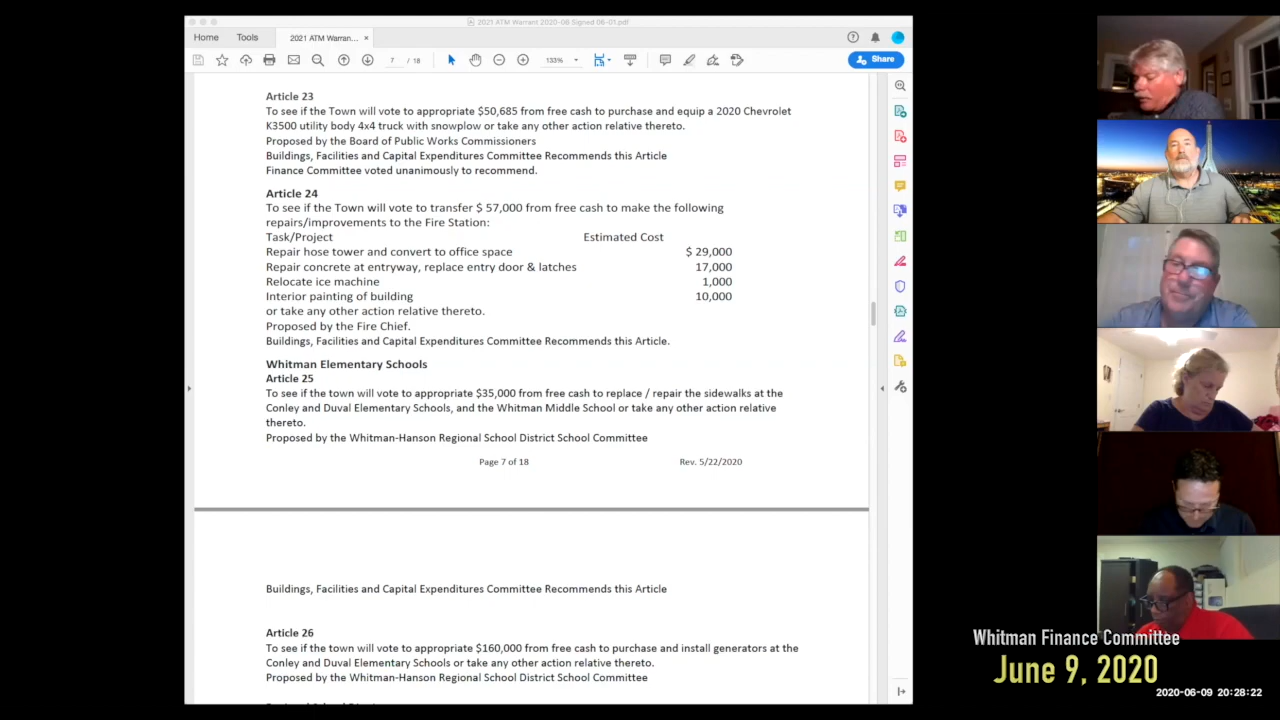 2021 ATM Warrant 2020-06 Signed 06-01.pdf
Home Tools 2021 ATM Warran... ×
7 / 18 133% Share
Article 23
To see if the Town will vote to appropriate $50,685 from free cash to purchase and equip a 2020 Chevrolet
K3500 utility body 4x4 truck with snowplow or take any other action relative thereto.
Proposed by the Board of Public Works Commissioners
Buildings, Facilities and Capital Expenditures Committee Recommends this Article
Finance Committee voted unanimously to recommend.
Article 24
To see if the Town will vote to transfer $ 57,000 from free cash to make the following
repairs/improvements to the Fire Station:
Task/Project Estimated Cost
Repair hose tower and convert to office space $ 29,000
Repair concrete at entryway, replace entry door & latches 17,000
Relocate ice machine 1,000
Interior painting of building 10,000
or take any other action relative thereto.
Proposed by the Fire Chief.
Buildings, Facilities and Capital Expenditures Committee Recommends this Article.
Whitman Elementary Schools
Article 25
To see if the town will vote to appropriate $35,000 from free cash to replace / repair the sidewalks at the
Conley and Duval Elementary Schools, and the Whitman Middle School or take any other action relative
thereto.
Proposed by the Whitman-Hanson Regional School District School Committee
Page 7 of 18 Rev. 5/22/2020
Buildings, Facilities and Capital Expenditures Committee Recommends this Article
Article 26
To see if the town will vote to appropriate $160,000 from free cash to purchase and install generators at the
Conley and Duval Elementary Schools or take any other action relative thereto.
Proposed by the Whitman-Hanson Regional School District School Committee
Whitman Finance Committee
June 9, 2020
2020-06-09 20:28:22